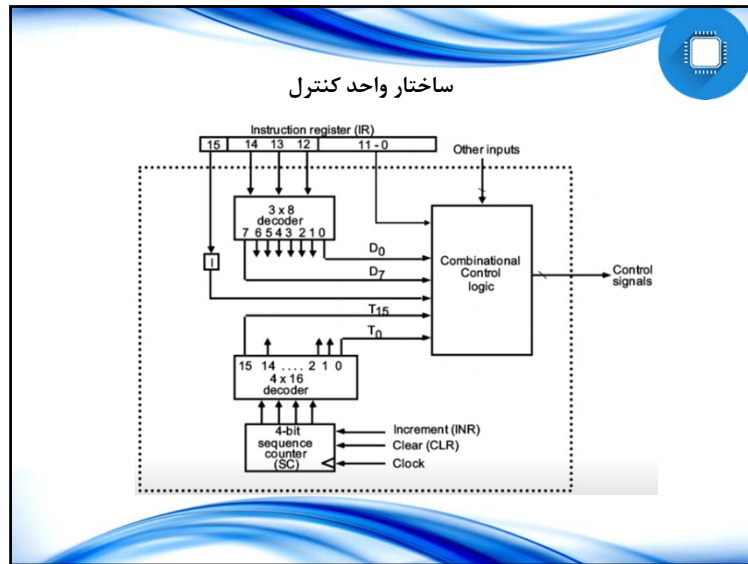 ساختار واحد کنترل
Instruction register (IR)
15 14 13 12 11 - 0
Other inputs
3 x 8
decoder
7 6 5 4 3 2 1 0
D0
D7
I
Combinational
Control
logic
Control
signals
T15
T0
15 14 .... 2 1 0
4 x 16
decoder
4-bit
sequence
counter
(SC)
Increment (INR)
Clear (CLR)
Clock